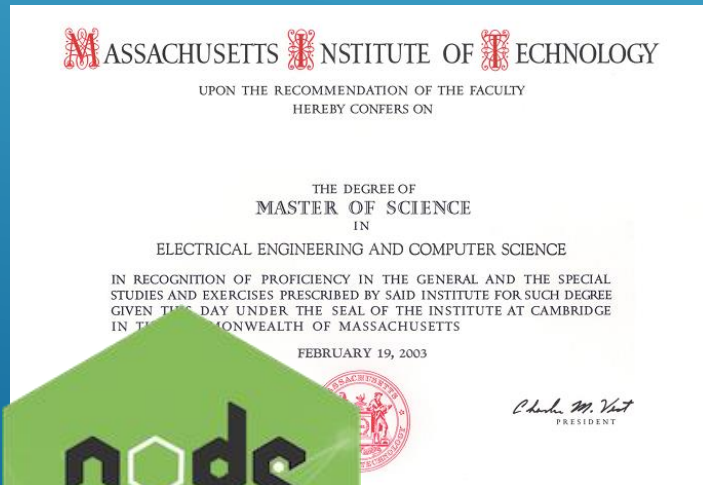 MASSACHUSETTS INSTITUTE OF TECHNOLOGY
UPON THE RECOMMENDATION OF THE FACULTY
HEREBY CONFERS ON
THE DEGREE OF
MASTER OF SCIENCE
IN
ELECTRICAL ENGINEERING AND COMPUTER SCIENCE
IN RECOGNITION OF PROFICIENCY IN THE GENERAL AND THE SPECIAL
STUDIES AND EXERCISES PRESCRIBED BY SAID INSTITUTE FOR SUCH DEGREE
GIVEN DAY UNDER THE SEAL OF THE INSTITUTE AT CAMBRIDGE
IN OF MASSACHUSETTS
FEBRUARY 19, 2003
Charles M. Vest
PRESIDENT